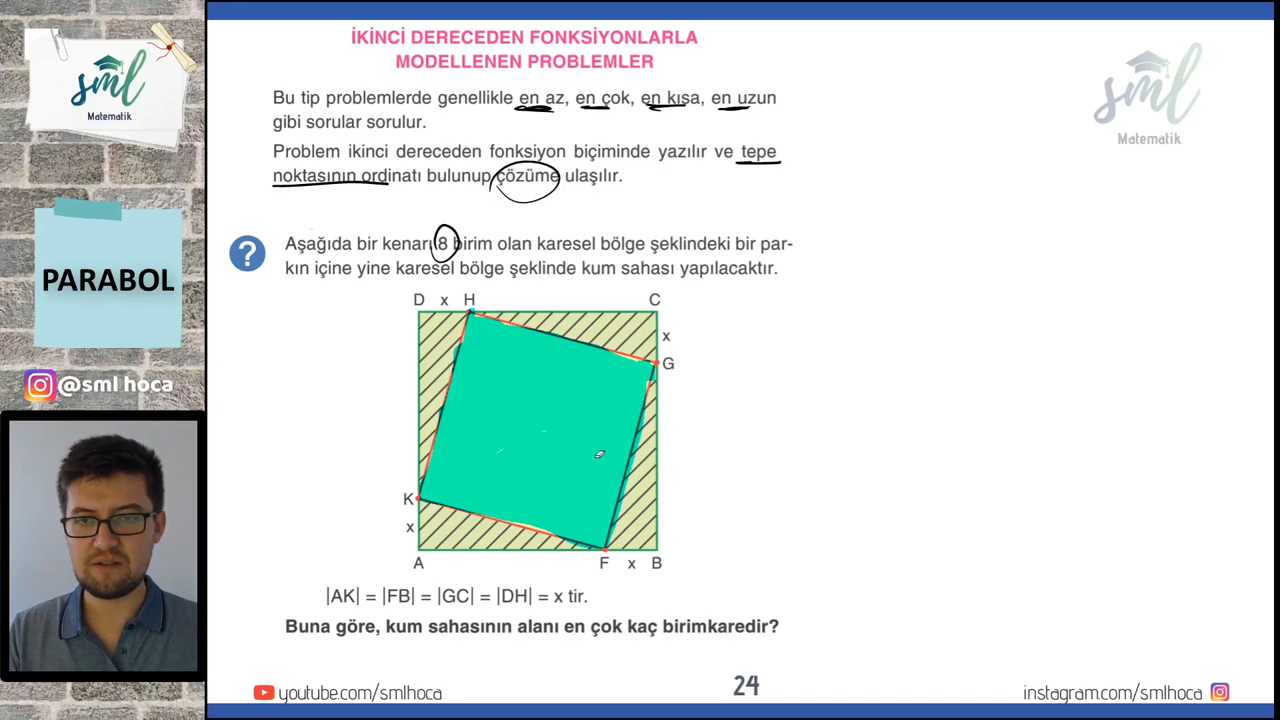 sml
Matematik
PARABOL
@sml hoca
İKİNCİ DERECEDEN FONKSİYONLARLA
MODELLENEN PROBLEMLER
Bu tip problemlerde genellikle en az, en çok, en kısa, en uzun
gibi sorular sorulur.
Problem ikinci dereceden fonksiyon biçiminde yazılır ve tepe
noktasının ordinatı bulunup çözüme ulaşılır.
sml
Matematik
?
Aşağıda bir kenarı 8 birim olan karesel bölge şeklindeki bir par-
kın içine yine karesel bölge şeklinde kum sahası yapılacaktır.
D x H C
x
G
K
x
A F x B
|AK| = |FB| = |GC| = |DH| = x tir.
Buna göre, kum sahasının alanı en çok kaç birimkaredir?
youtube.com/smlhoca
24
instagram.com/smlhoca